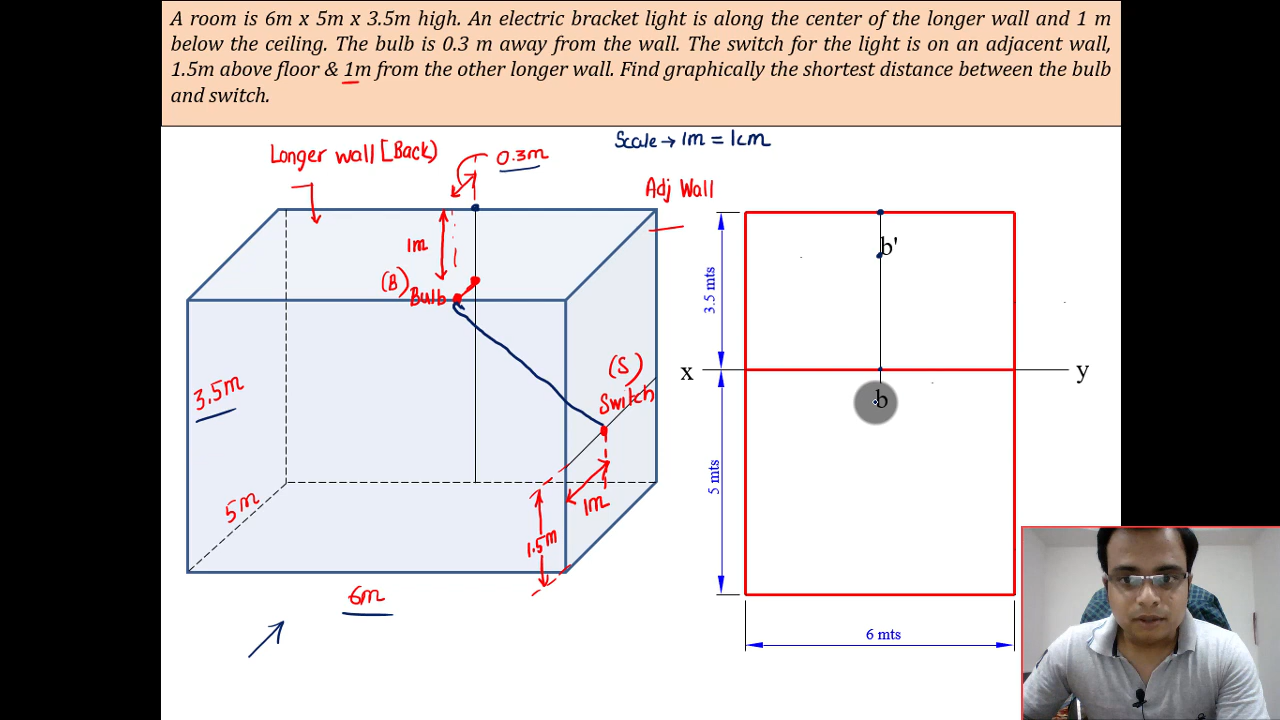 A room is 6m x 5m x 3.5m high. An electric bracket light is along the center of the longer wall and 1 m
below the ceiling. The bulb is 0.3 m away from the wall. The switch for the light is on an adjacent wall,
1.5m above floor & 1m from the other longer wall. Find graphically the shortest distance between the bulb
and switch.
Scale → 1m = 1cm
Longer wall [Back)
0.3m
Adj Wall
1m
(B)
Bulb
b'
3.5 mts
(S)
Switch
x
y
3.5m
b
5m
1m
1.5m
5 mts
6m
6 mts